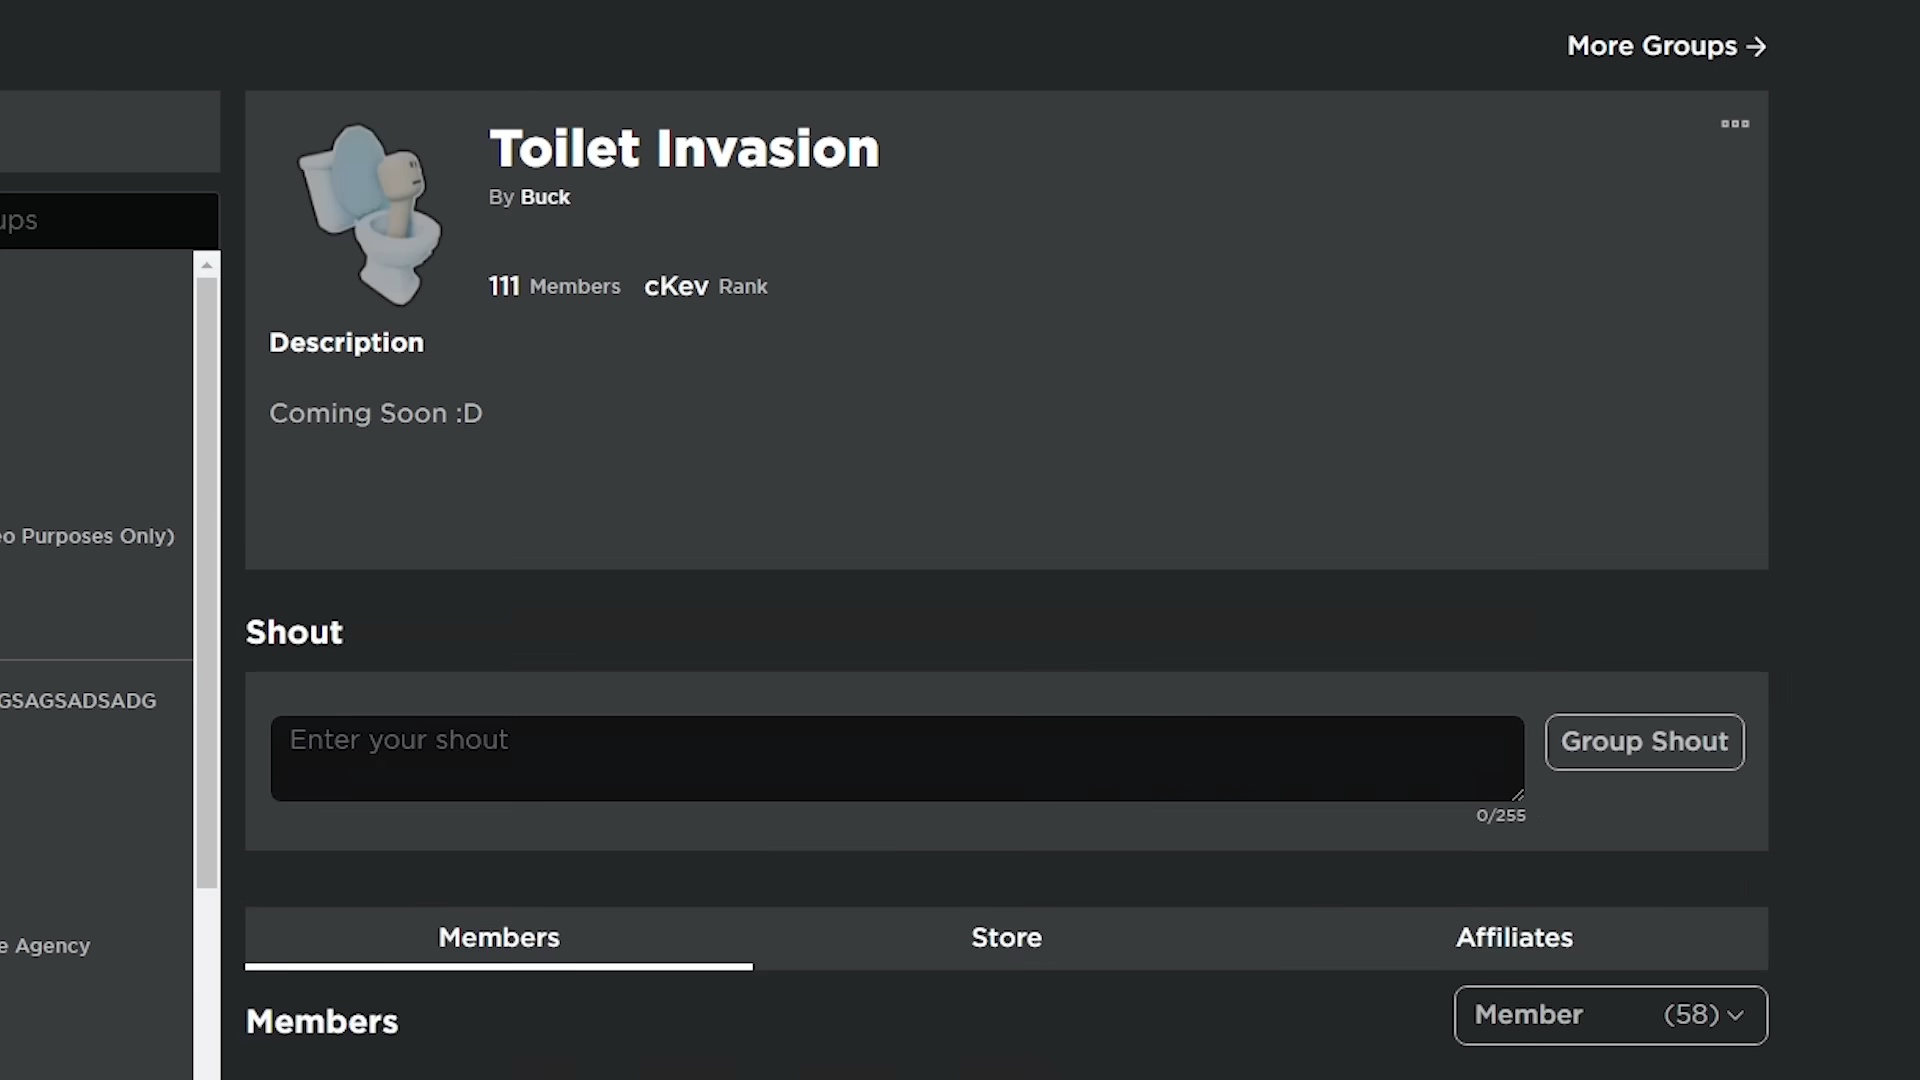 More Groups
Toilet Invasion
By Buck
111 Members cKev Rank
Description
Coming Soon :D
ups
eo Purposes Only)
GSAGSADSADG
e Agency
Shout
Enter your shout
Group Shout
0/255
Members Store Affiliates
Members
Member (58)